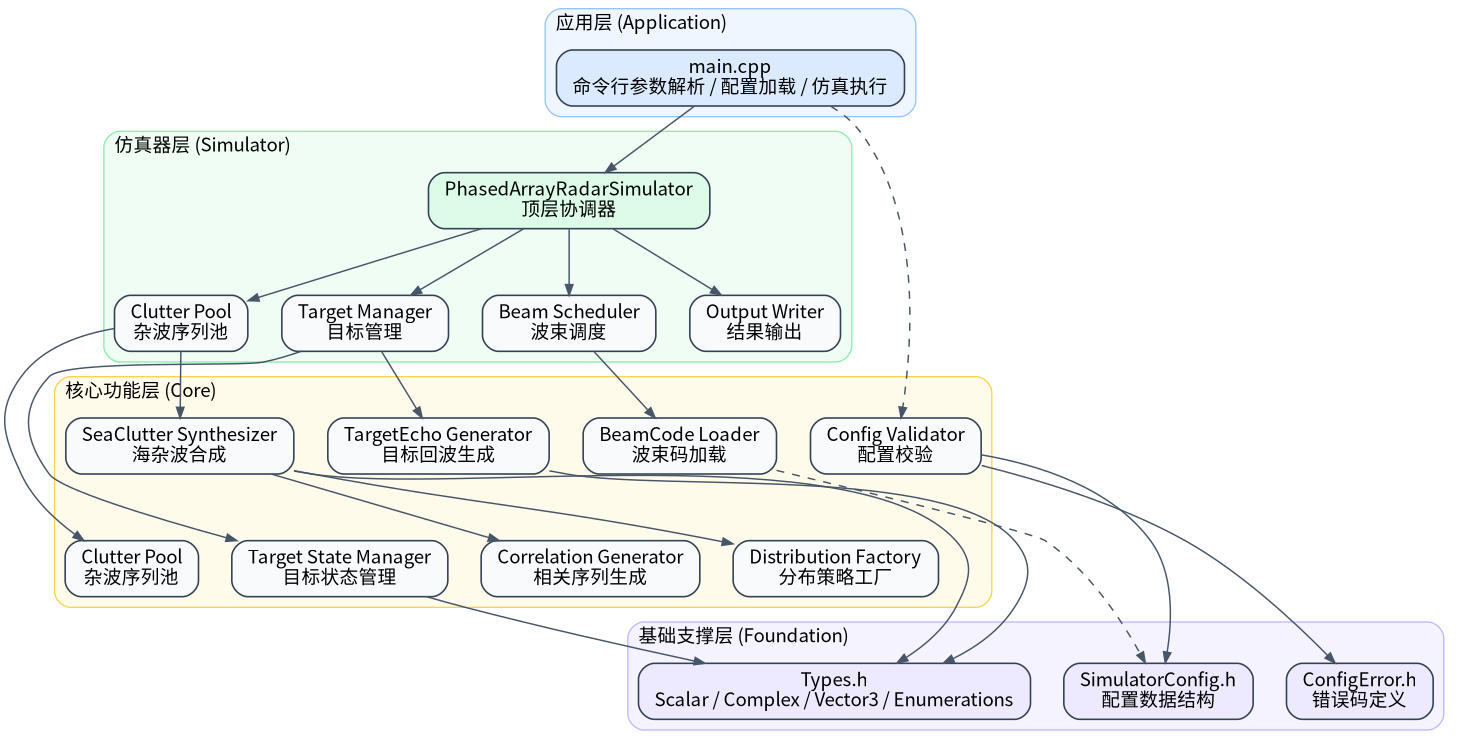 应用层 (Application)
main.cpp
命令行参数解析 / 配置加载 / 仿真执行
仿真器层 (Simulator)
PhasedArrayRadarSimulator
顶层协调器
Clutter Pool
杂波序列池
Target Manager
目标管理
Beam Scheduler
波束调度
Output Writer
结果输出
核心功能层 (Core)
SeaClutter Synthesizer
海杂波合成
TargetEcho Generator
目标回波生成
BeamCode Loader
波束码加载
Config Validator
配置校验
Clutter Pool
杂波序列池
Target State Manager
目标状态管理
Correlation Generator
相关序列生成
Distribution Factory
分布策略工厂
基础支撑层 (Foundation)
Types.h
Scalar / Complex / Vector3 / Enumerations
SimulatorConfig.h
配置数据结构
ConfigError.h
错误码定义